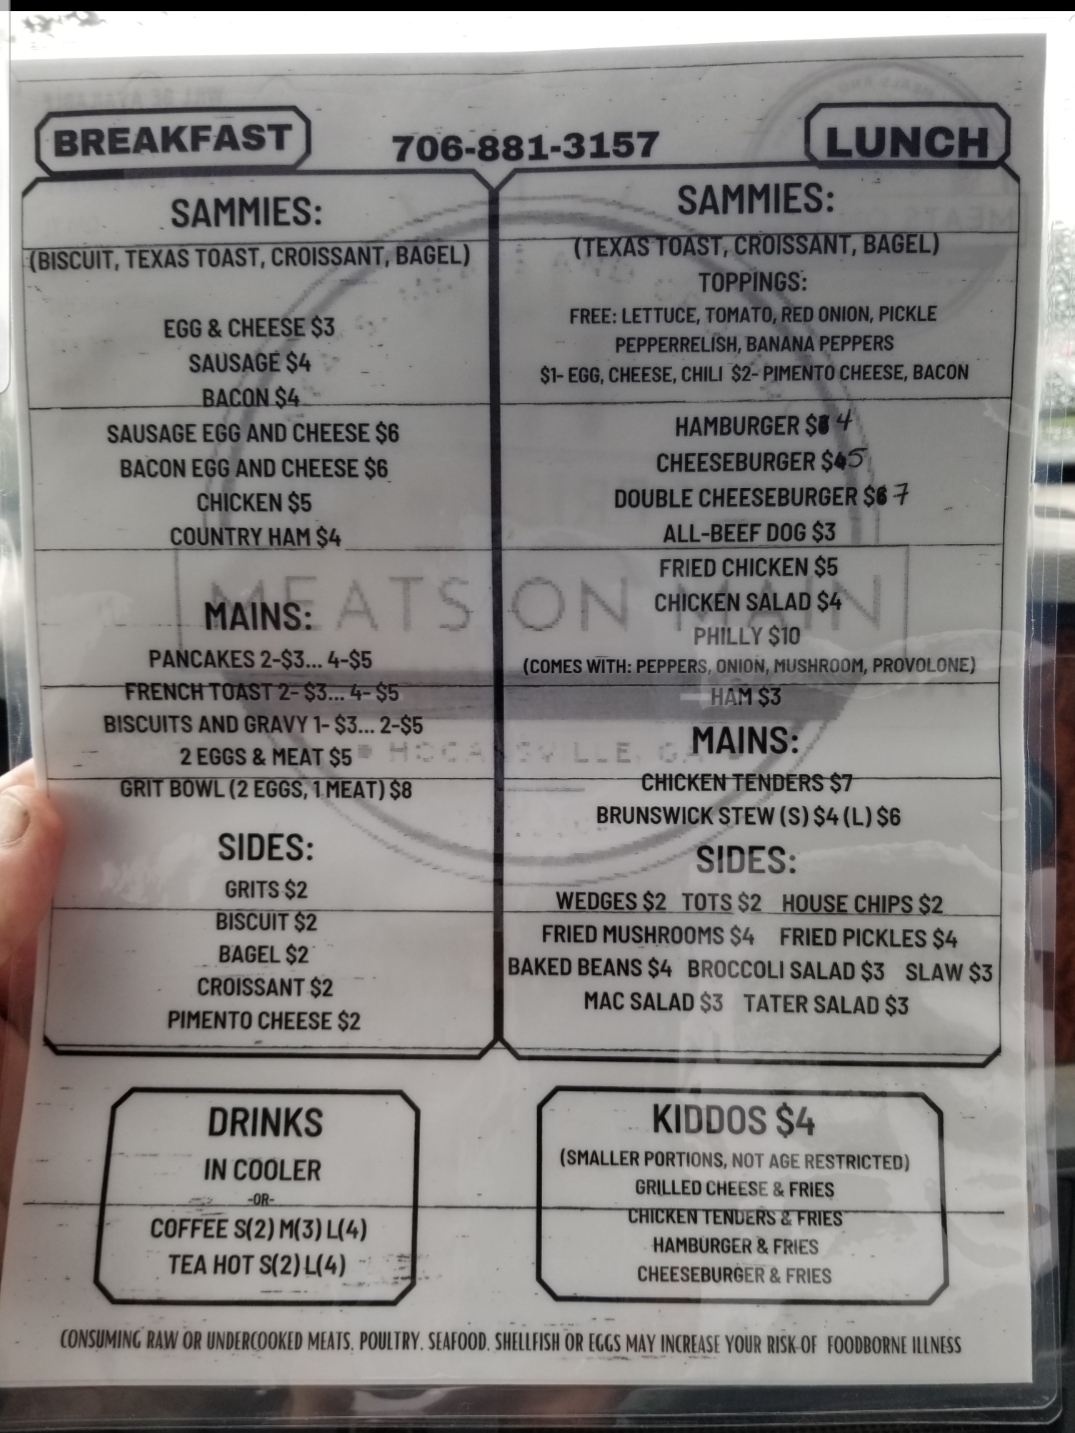 BREAKFAST
706-881-3157
LUNCH
SAMMIES:
(BISCUIT, TEXAS TOAST, CROISSANT, BAGEL)
EGG & CHEESE $3
SAUSAGE $4
BACON $4
SAUSAGE EGG AND CHEESE $6
BACON EGG AND CHEESE $6
CHICKEN $5
COUNTRY HAM $4
MAINS:
PANCAKES 2-$3... 4-$5
FRENCH TOAST 2- $3... 4- $5
BISCUITS AND GRAVY 1- $3... 2-$5
2 EGGS & MEAT $5
GRIT BOWL (2 EGGS, 1 MEAT) $8
SIDES:
GRITS $2
BISCUIT $2
BAGEL $2
CROISSANT $2
PIMENTO CHEESE $2
SAMMIES:
(TEXAS TOAST, CROISSANT, BAGEL)
TOPPINGS:
FREE: LETTUCE, TOMATO, RED ONION, PICKLE
PEPPERRELISH, BANANA PEPPERS
$1- EGG, CHEESE, CHILI $2- PIMENTO CHEESE, BACON
HAMBURGER $4
CHEESEBURGER $5
DOUBLE CHEESEBURGER $7
ALL-BEEF DOG $3
FRIED CHICKEN $5
CHICKEN SALAD $4
PHILLY $10
(COMES WITH: PEPPERS, ONION, MUSHROOM, PROVOLONE)
HAM $3
MAINS:
CHICKEN TENDERS $7
BRUNSWICK STEW (S) $4 (L) $6
SIDES:
WEDGES $2 TOTS $2 HOUSE CHIPS $2
FRIED MUSHROOMS $4 FRIED PICKLES $4
BAKED BEANS $4 BROCCOLI SALAD $3 SLAW $3
MAC SALAD $3 TATER SALAD $3
MEATS ON MAIN
HOGANSVILLE, GA
DRINKS
IN COOLER
-OR-
COFFEE S(2) M(3) L(4)
TEA HOT S(2) L(4)
KIDDOS $4
(SMALLER PORTIONS, NOT AGE RESTRICTED)
GRILLED CHEESE & FRIES
CHICKEN TENDERS & FRIES
HAMBURGER & FRIES
CHEESEBURGER & FRIES
CONSUMING RAW OR UNDERCOOKED MEATS, POULTRY, SEAFOOD, SHELLFISH OR EGGS MAY INCREASE YOUR RISK OF FOODBORNE ILLNESS